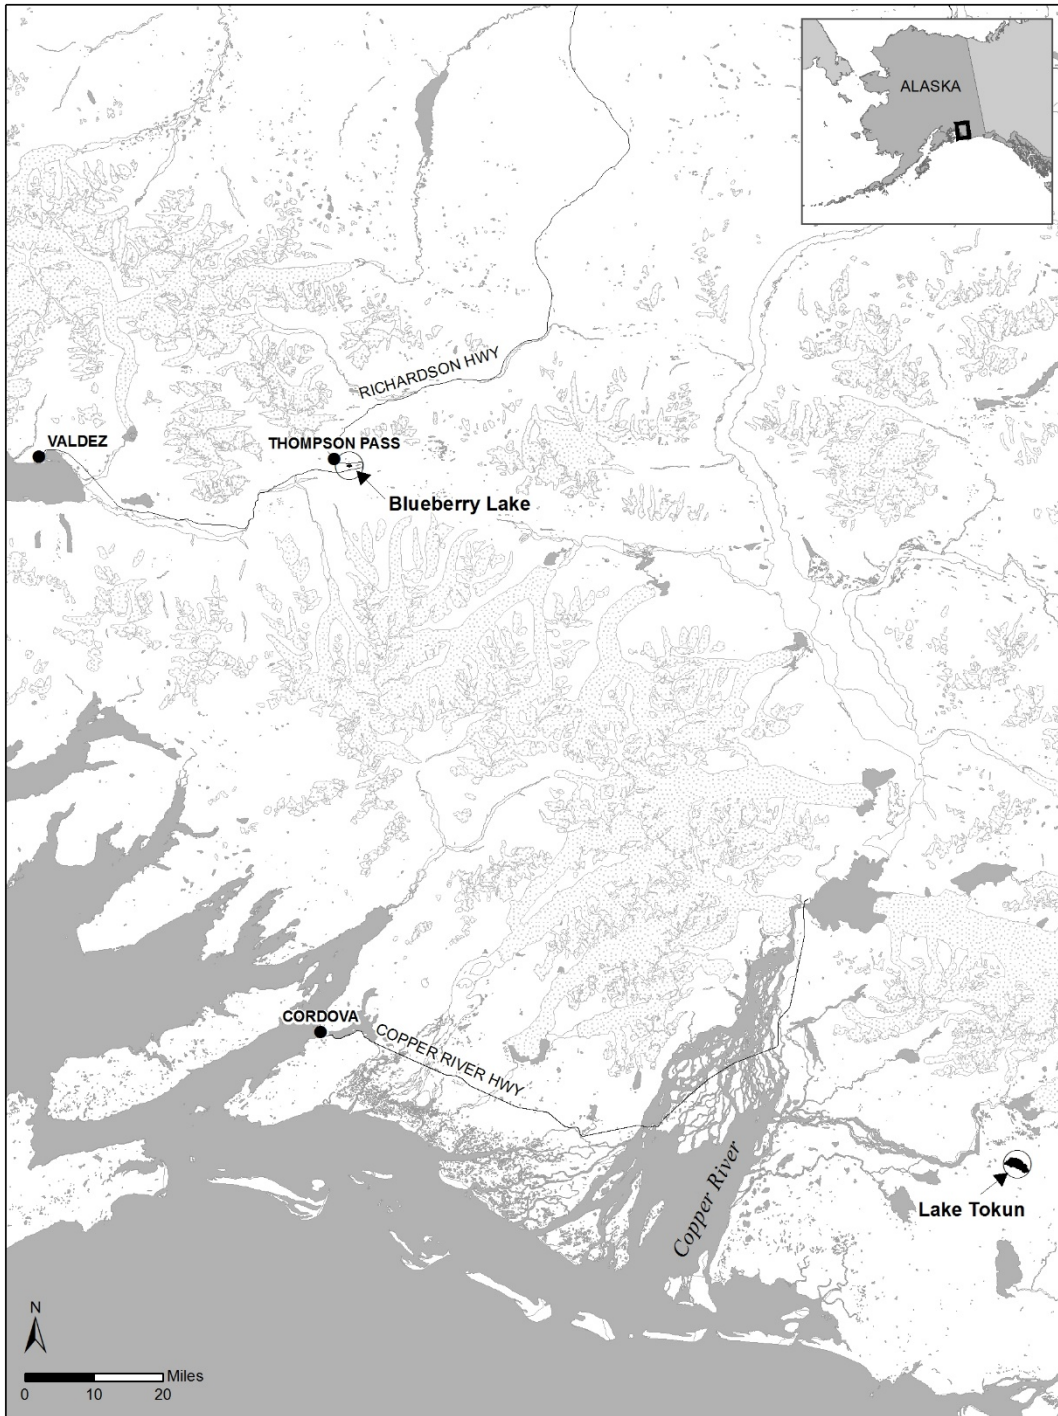 ALASKA
RICHARDSON HWY
VALDEZ
THOMPSON PASS
Blueberry Lake
CORDOVA
COPPER RIVER HWY
Copper River
Lake Tokun
N
Miles
0 10 20